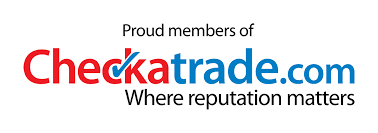 Proud members of
Checkatrade.com
Where reputation matters